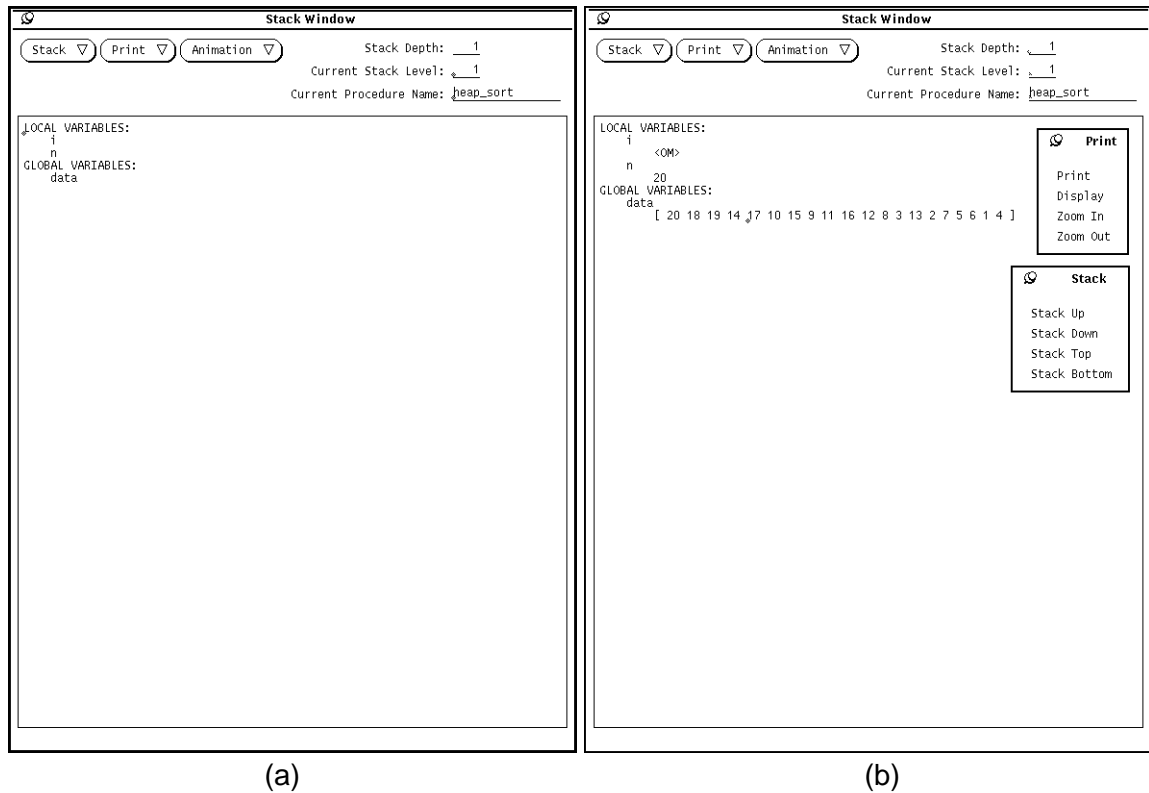 Stack Window
Stack Print Animation Stack Depth: 1
Current Stack Level: 1
Current Procedure Name: heap_sort
LOCAL VARIABLES:
i
n
GLOBAL VARIABLES:
data
(a)
Stack Window
Stack Print Animation Stack Depth: 1
Current Stack Level: 1
Current Procedure Name: heap_sort
LOCAL VARIABLES:
i
<OM>
n
20
GLOBAL VARIABLES:
data
[ 20 18 19 14 17 10 15 9 11 16 12 8 3 13 2 7 5 6 1 4 ]
Print
Print
Display
Zoom In
Zoom Out
Stack
Stack Up
Stack Down
Stack Top
Stack Bottom
(b)